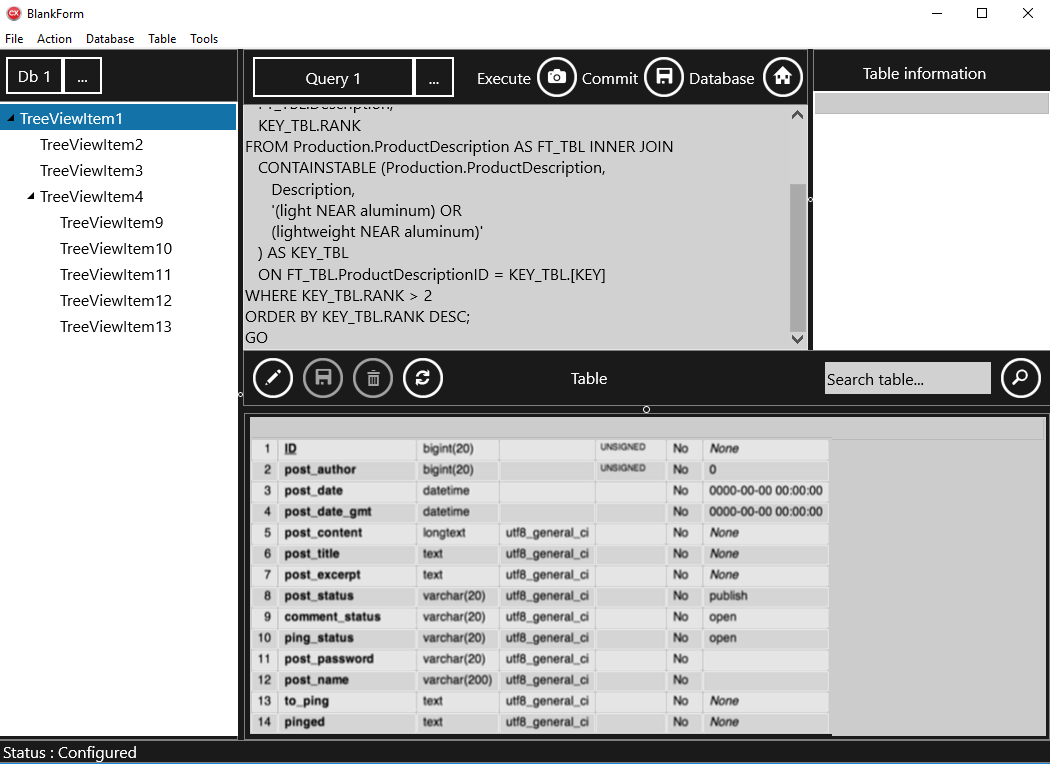 BlankForm
File Action Database Table Tools
Db 1 ...
Query 1 ... Execute Commit Database
Table information
TreeViewItem1
TreeViewItem2
TreeViewItem3
TreeViewItem4
TreeViewItem9
TreeViewItem10
TreeViewItem11
TreeViewItem12
TreeViewItem13
FT_TBL.Description,
KEY_TBL.RANK
FROM Production.ProductDescription AS FT_TBL INNER JOIN
CONTAINSTABLE (Production.ProductDescription,
Description,
'(light NEAR aluminum) OR
(lightweight NEAR aluminum)'
) AS KEY_TBL
ON FT_TBL.ProductDescriptionID = KEY_TBL.[KEY]
WHERE KEY_TBL.RANK > 2
ORDER BY KEY_TBL.RANK DESC;
GO
Table
Search table...
1 ID bigint(20) UNSIGNED No None
2 post_author bigint(20) UNSIGNED No 0
3 post_date datetime No 0000-00-00 00:00:00
4 post_date_gmt datetime No 0000-00-00 00:00:00
5 post_content longtext utf8_general_ci No None
6 post_title text utf8_general_ci No None
7 post_excerpt text utf8_general_ci No None
8 post_status varchar(20) utf8_general_ci No publish
9 comment_status varchar(20) utf8_general_ci No open
10 ping_status varchar(20) utf8_general_ci No open
11 post_password varchar(20) utf8_general_ci No
12 post_name varchar(200) utf8_general_ci No
13 to_ping text utf8_general_ci No None
14 pinged text utf8_general_ci No None
Status : Configured